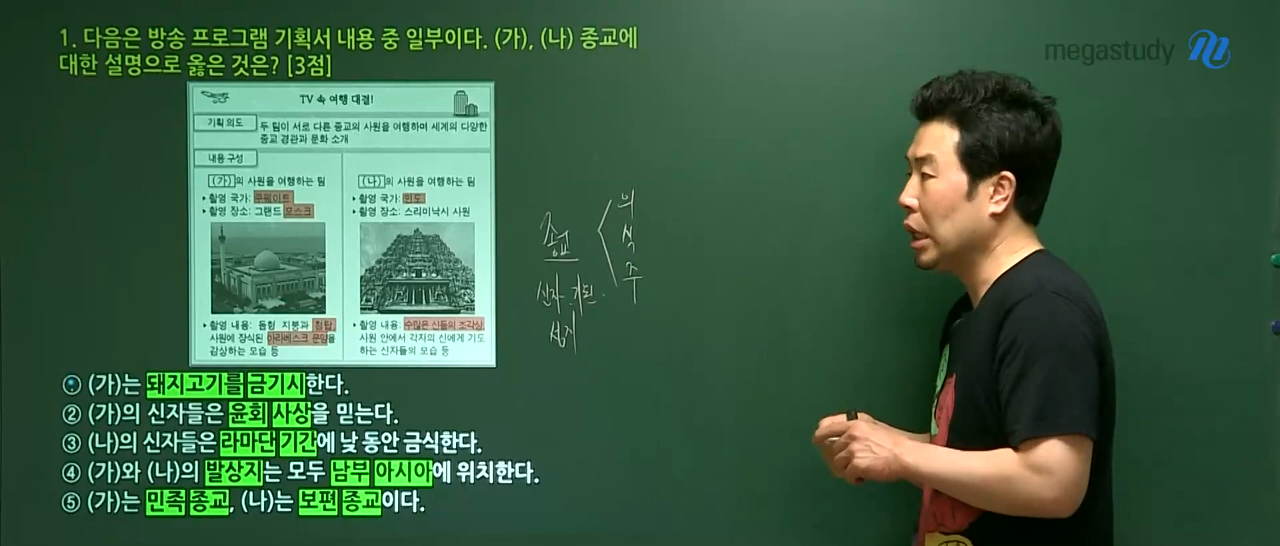 1. 다음은 방송 프로그램 기획서 내용 중 일부이다. (가), (나) 종교에
대한 설명으로 옳은 것은? [3점]
megastudy
TV 속 여행 대결!
기획 의도
두 팀이 서로 다른 종교의 사원을 여행하며 세계의 다양한
종교 경관과 문화 소개
내용 구성
(가)의 사원을 여행하는 팀
▸촬영 국가: 쿠웨이트
▸촬영 장소: 그랜드 모스크
▸촬영 내용: 돔형 지붕과 첨탑,
사원에 장식된 아라베스크 문양을
감상하는 모습 등
(나)의 사원을 여행하는 팀
▸촬영 국가: 인도
▸촬영 장소: 스리미낙시 사원
▸촬영 내용: 수많은 신들의 조각상,
사원 안에서 각자의 신에게 기도
하는 신자들의 모습 등
종교
의
식
주
신자
성지
① (가)는 돼지고기를 금기시한다.
② (가)의 신자들은 윤회 사상을 믿는다.
③ (나)의 신자들은 라마단 기간에 낮 동안 금식한다.
④ (가)와 (나)의 발상지는 모두 남부 아시아에 위치한다.
⑤ (가)는 민족 종교, (나)는 보편 종교이다.